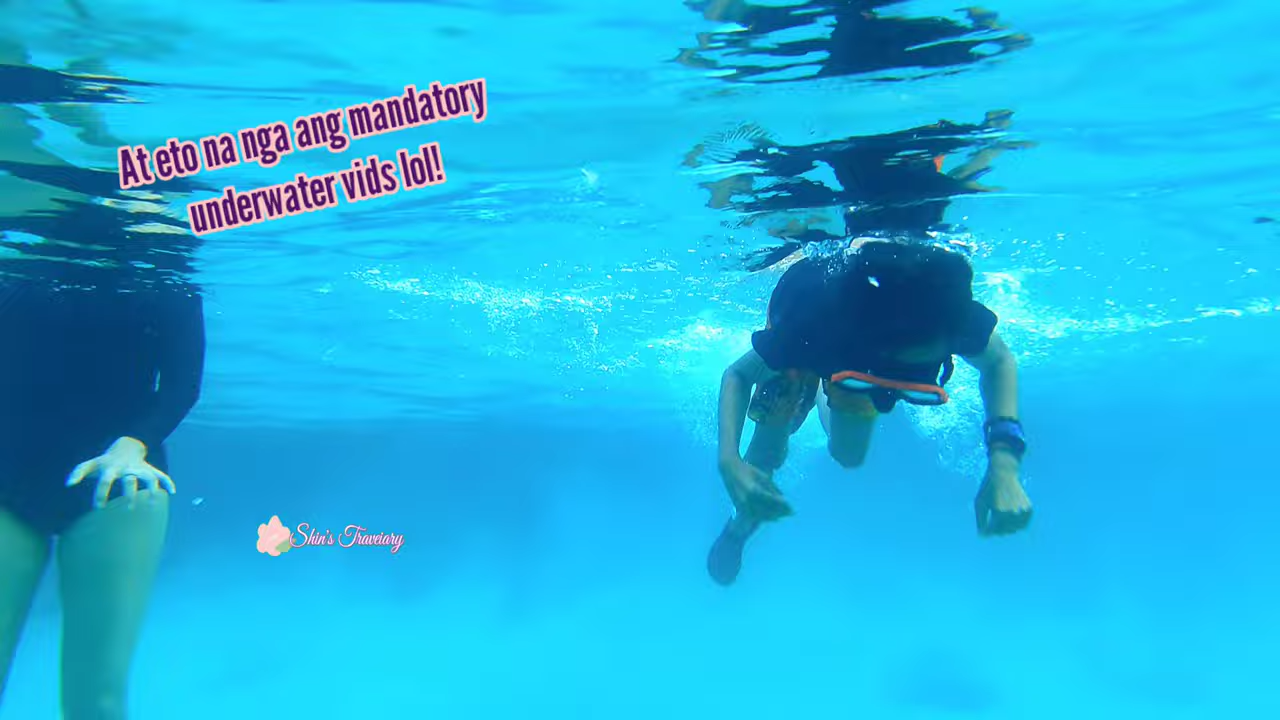 At eto na nga ang mandatory
underwater vids lol!
Shin's Traveiary